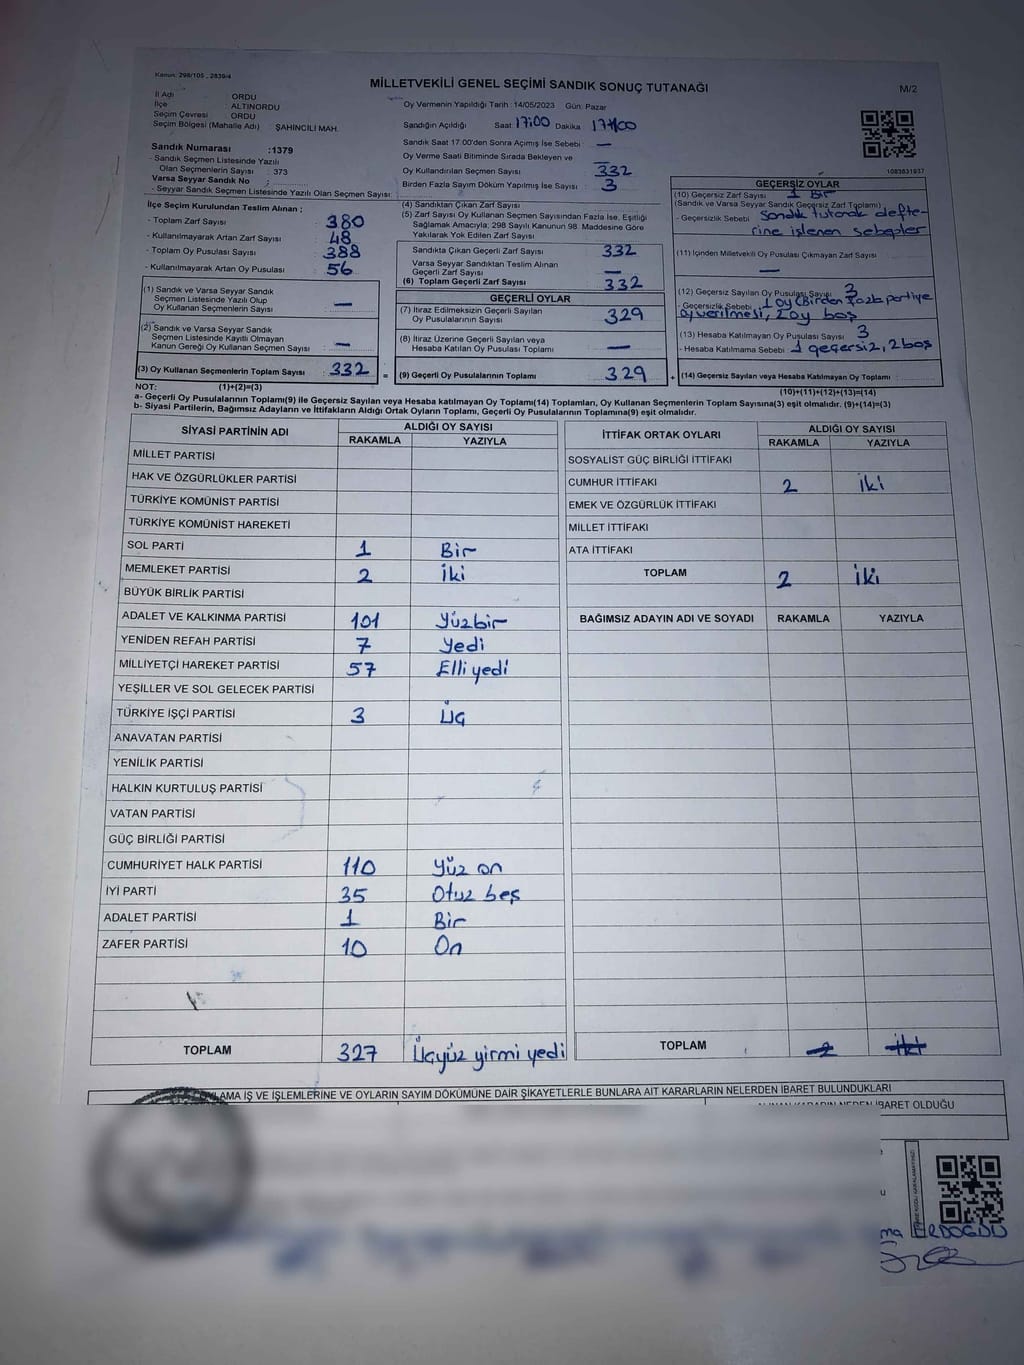 Kanun: 298/105 , 2839/4
MİLLETVEKİLİ GENEL SEÇİMİ SANDIK SONUÇ TUTANAĞI
M/2
İl Adı : ORDU
İlçe : ALTINORDU
Seçim Çevresi : ORDU
Seçim Bölgesi (Mahalle Adı) : ŞAHİNCİLİ MAH.
Sandık Numarası :1379
- Sandık Seçmen Listesinde Yazılı
Olan Seçmenlerin Sayısı : 373
Varsa Seyyar Sandık No :
- Seyyar Sandık Seçmen Listesinde Yazılı Olan Seçmen Sayısı:
Oy Vermenin Yapıldığı Tarih : 14/05/2023 Gün: Pazar
Sandığın Açıldığı Saat 17:00 Dakika
Sandık Saat 17.00'den Sonra Açılmış İse Sebebi : —
Oy Verme Saati Bitiminde Sırada Bekleyen ve —
Oy Kullandırılan Seçmen Sayısı : 332
Birden Fazla Sayım Döküm Yapılmış İse Sayısı : 3
1083631937
İlçe Seçim Kurulundan Teslim Alınan ;
- Toplam Zarf Sayısı : 380
- Kullanılmayarak Artan Zarf Sayısı : 48
- Toplam Oy Pusulası Sayısı : 388
- Kullanılmayarak Artan Oy Pusulası : 56
(1) Sandık ve Varsa Seyyar Sandık
Seçmen Listesinde Yazılı Olup
Oy Kullanan Seçmenlerin Sayısı : —
(2) Sandık ve Varsa Seyyar Sandık
Seçmen Listesinde Kayıtlı Olmayan
Kanun Gereği Oy Kullanan Seçmen Sayısı : —
(3) Oy Kullanan Seçmenlerin Toplam Sayısı : 332 =
(4) Sandıktan Çıkan Zarf Sayısı :
(5) Zarf Sayısı Oy Kullanan Seçmen Sayısından Fazla İse, Eşitliği
Sağlamak Amacıyla; 298 Sayılı Kanunun 98. Maddesine Göre
Yakılarak Yok Edilen Zarf Sayısı :
Sandıkta Çıkan Geçerli Zarf Sayısı : 332
Varsa Seyyar Sandıktan Teslim Alınan
Geçerli Zarf Sayısı : —
(6) Toplam Geçerli Zarf Sayısı : 332
GEÇERLİ OYLAR
(7) İtiraz Edilmeksizin Geçerli Sayılan
Oy Pusulalarının Sayısı : 329
(8) İtiraz Üzerine Geçerli Sayılan veya
Hesaba Katılan Oy Pusulası Toplamı : —
(9) Geçerli Oy Pusulalarının Toplamı : 329 +
GEÇERSİZ OYLAR
(10) Geçersiz Zarf Sayısı : 1 Bir
(Sandık ve Varsa Seyyar Sandık Geçersiz Zarf Toplamı)
- Geçersizlik Sebebi : Sandık tutanak defte-
rine işlenen sebepler
(11) İçinden Milletvekili Oy Pusulası Çıkmayan Zarf Sayısı
—
(12) Geçersiz Sayılan Oy Pusulası Sayısı : 3
- Geçersizlik Sebebi : 1 oy (Birden fazla partiye
oy verilmesi, 2 oy boş
(13) Hesaba Katılmayan Oy Pusulası Sayısı : 3
- Hesaba Katılmama Sebebi : 1 geçersiz, 2 boş
(14) Geçersiz Sayılan veya Hesaba Katılmayan Oy Toplamı :
NOT: (1)+(2)=(3) (10)+(11)+(12)+(13)=(14)
a- Geçerli Oy Pusulalarının Toplamı(9) ile Geçersiz Sayılan veya Hesaba Katılmayan Oy Toplamı(14) Toplamları, Oy Kullanan Seçmenlerin Toplam Sayısına(3) eşit olmalıdır. (9)+(14)=(3)
b- Siyasi Partilerin, Bağımsız Adayların ve İttifakların Aldığı Ortak Oyların Toplamı, Geçerli Oy Pusulalarının Toplamına(9) eşit olmalıdır.
SİYASİ PARTİNİN ADI ALDIĞI OY SAYISI
RAKAMLA YAZIYLA
MİLLET PARTİSİ
HAK VE ÖZGÜRLÜKLER PARTİSİ
TÜRKİYE KOMÜNİST PARTİSİ
TÜRKİYE KOMÜNİST HAREKETİ
SOL PARTİ 1 Bir
MEMLEKET PARTİSİ 2 İki
BÜYÜK BİRLİK PARTİSİ
ADALET VE KALKINMA PARTİSİ 101 Yüzbir
YENİDEN REFAH PARTİSİ 7 Yedi
MİLLİYETÇİ HAREKET PARTİSİ 57 Elli yedi
YEŞİLLER VE SOL GELECEK PARTİSİ
TÜRKİYE İŞÇİ PARTİSİ 3 Üç
ANAVATAN PARTİSİ
YENİLİK PARTİSİ
HALKIN KURTULUŞ PARTİSİ
VATAN PARTİSİ
GÜÇ BİRLİĞİ PARTİSİ
CUMHURİYET HALK PARTİSİ 110 Yüz on
İYİ PARTİ 35 Otuz beş
ADALET PARTİSİ 1 Bir
ZAFER PARTİSİ 10 On
TOPLAM 327 Üçyüz yirmi yedi
İTTİFAK ORTAK OYLARI ALDIĞI OY SAYISI
RAKAMLA YAZIYLA
SOSYALİST GÜÇ BİRLİĞİ İTTİFAKI
CUMHUR İTTİFAKI 2 İki
EMEK VE ÖZGÜRLÜK İTTİFAKI
MİLLET İTTİFAKI
ATA İTTİFAKI
TOPLAM 2 İki
BAĞIMSIZ ADAYIN ADI VE SOYADI RAKAMLA YAZIYLA
TOPLAM 2 İki
İŞ VE İŞLEMLERİNE VE OYLARIN SAYIM DÖKÜMÜNE DAİR ŞİKAYETLERLE BUNLARA AİT KARARLARIN NELERDEN İBARET BULUNDUKLARI
İBARET OLDUĞU
ERDOĞDU